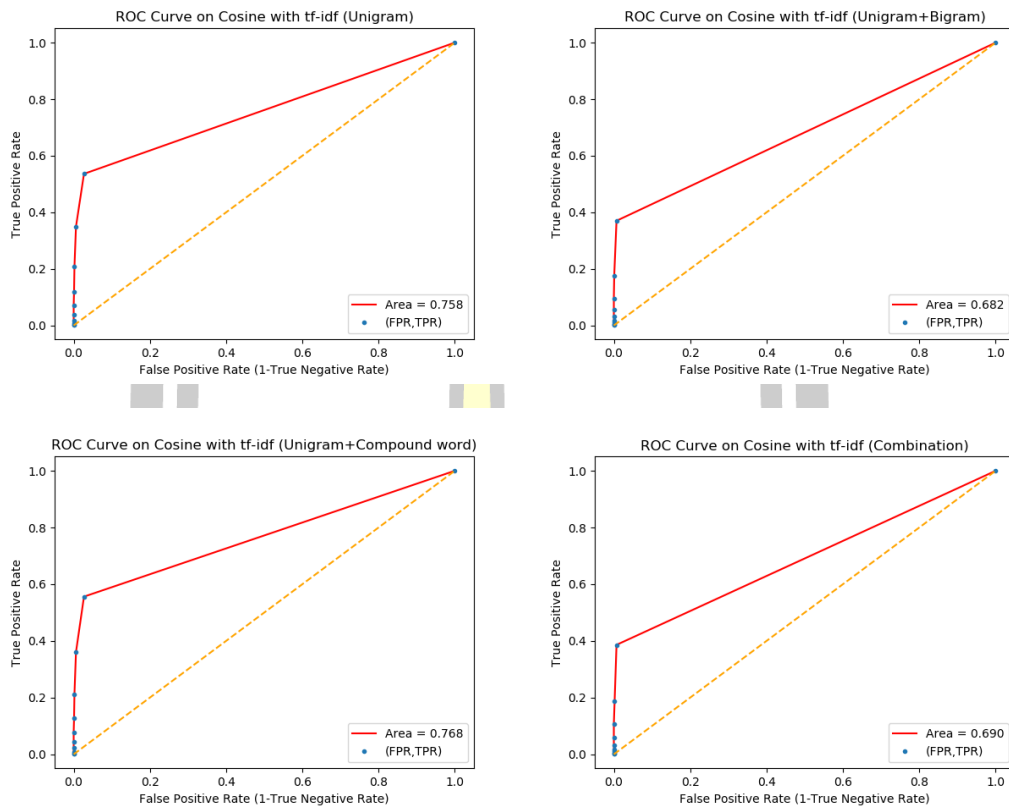 ROC Curve on Cosine with tf-idf (Unigram)
True Positive Rate
1.0
0.8
0.6
0.4
0.2
0.0
Area = 0.758
(FPR,TPR)
0.0 0.2 0.4 0.6 0.8 1.0
False Positive Rate (1-True Negative Rate)
ROC Curve on Cosine with tf-idf (Unigram+Bigram)
True Positive Rate
1.0
0.8
0.6
0.4
0.2
0.0
Area = 0.682
(FPR,TPR)
0.0 0.2 0.4 0.6 0.8 1.0
False Positive Rate (1-True Negative Rate)
ROC Curve on Cosine with tf-idf (Unigram+Compound word)
True Positive Rate
1.0
0.8
0.6
0.4
0.2
0.0
Area = 0.768
(FPR,TPR)
0.0 0.2 0.4 0.6 0.8 1.0
False Positive Rate (1-True Negative Rate)
ROC Curve on Cosine with tf-idf (Combination)
True Positive Rate
1.0
0.8
0.6
0.4
0.2
0.0
Area = 0.690
(FPR,TPR)
0.0 0.2 0.4 0.6 0.8 1.0
False Positive Rate (1-True Negative Rate)